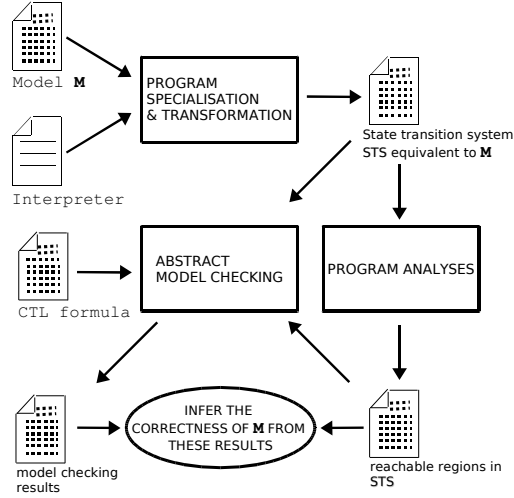 Model M
PROGRAM
SPECIALISATION
& TRANSFORMATION
State transition system
STS equivalent to M
Interpreter
ABSTRACT
MODEL CHECKING
PROGRAM ANALYSES
CTL formula
INFER THE
CORRECTNESS OF M FROM
THESE RESULTS
model checking
results
reachable regions in
STS